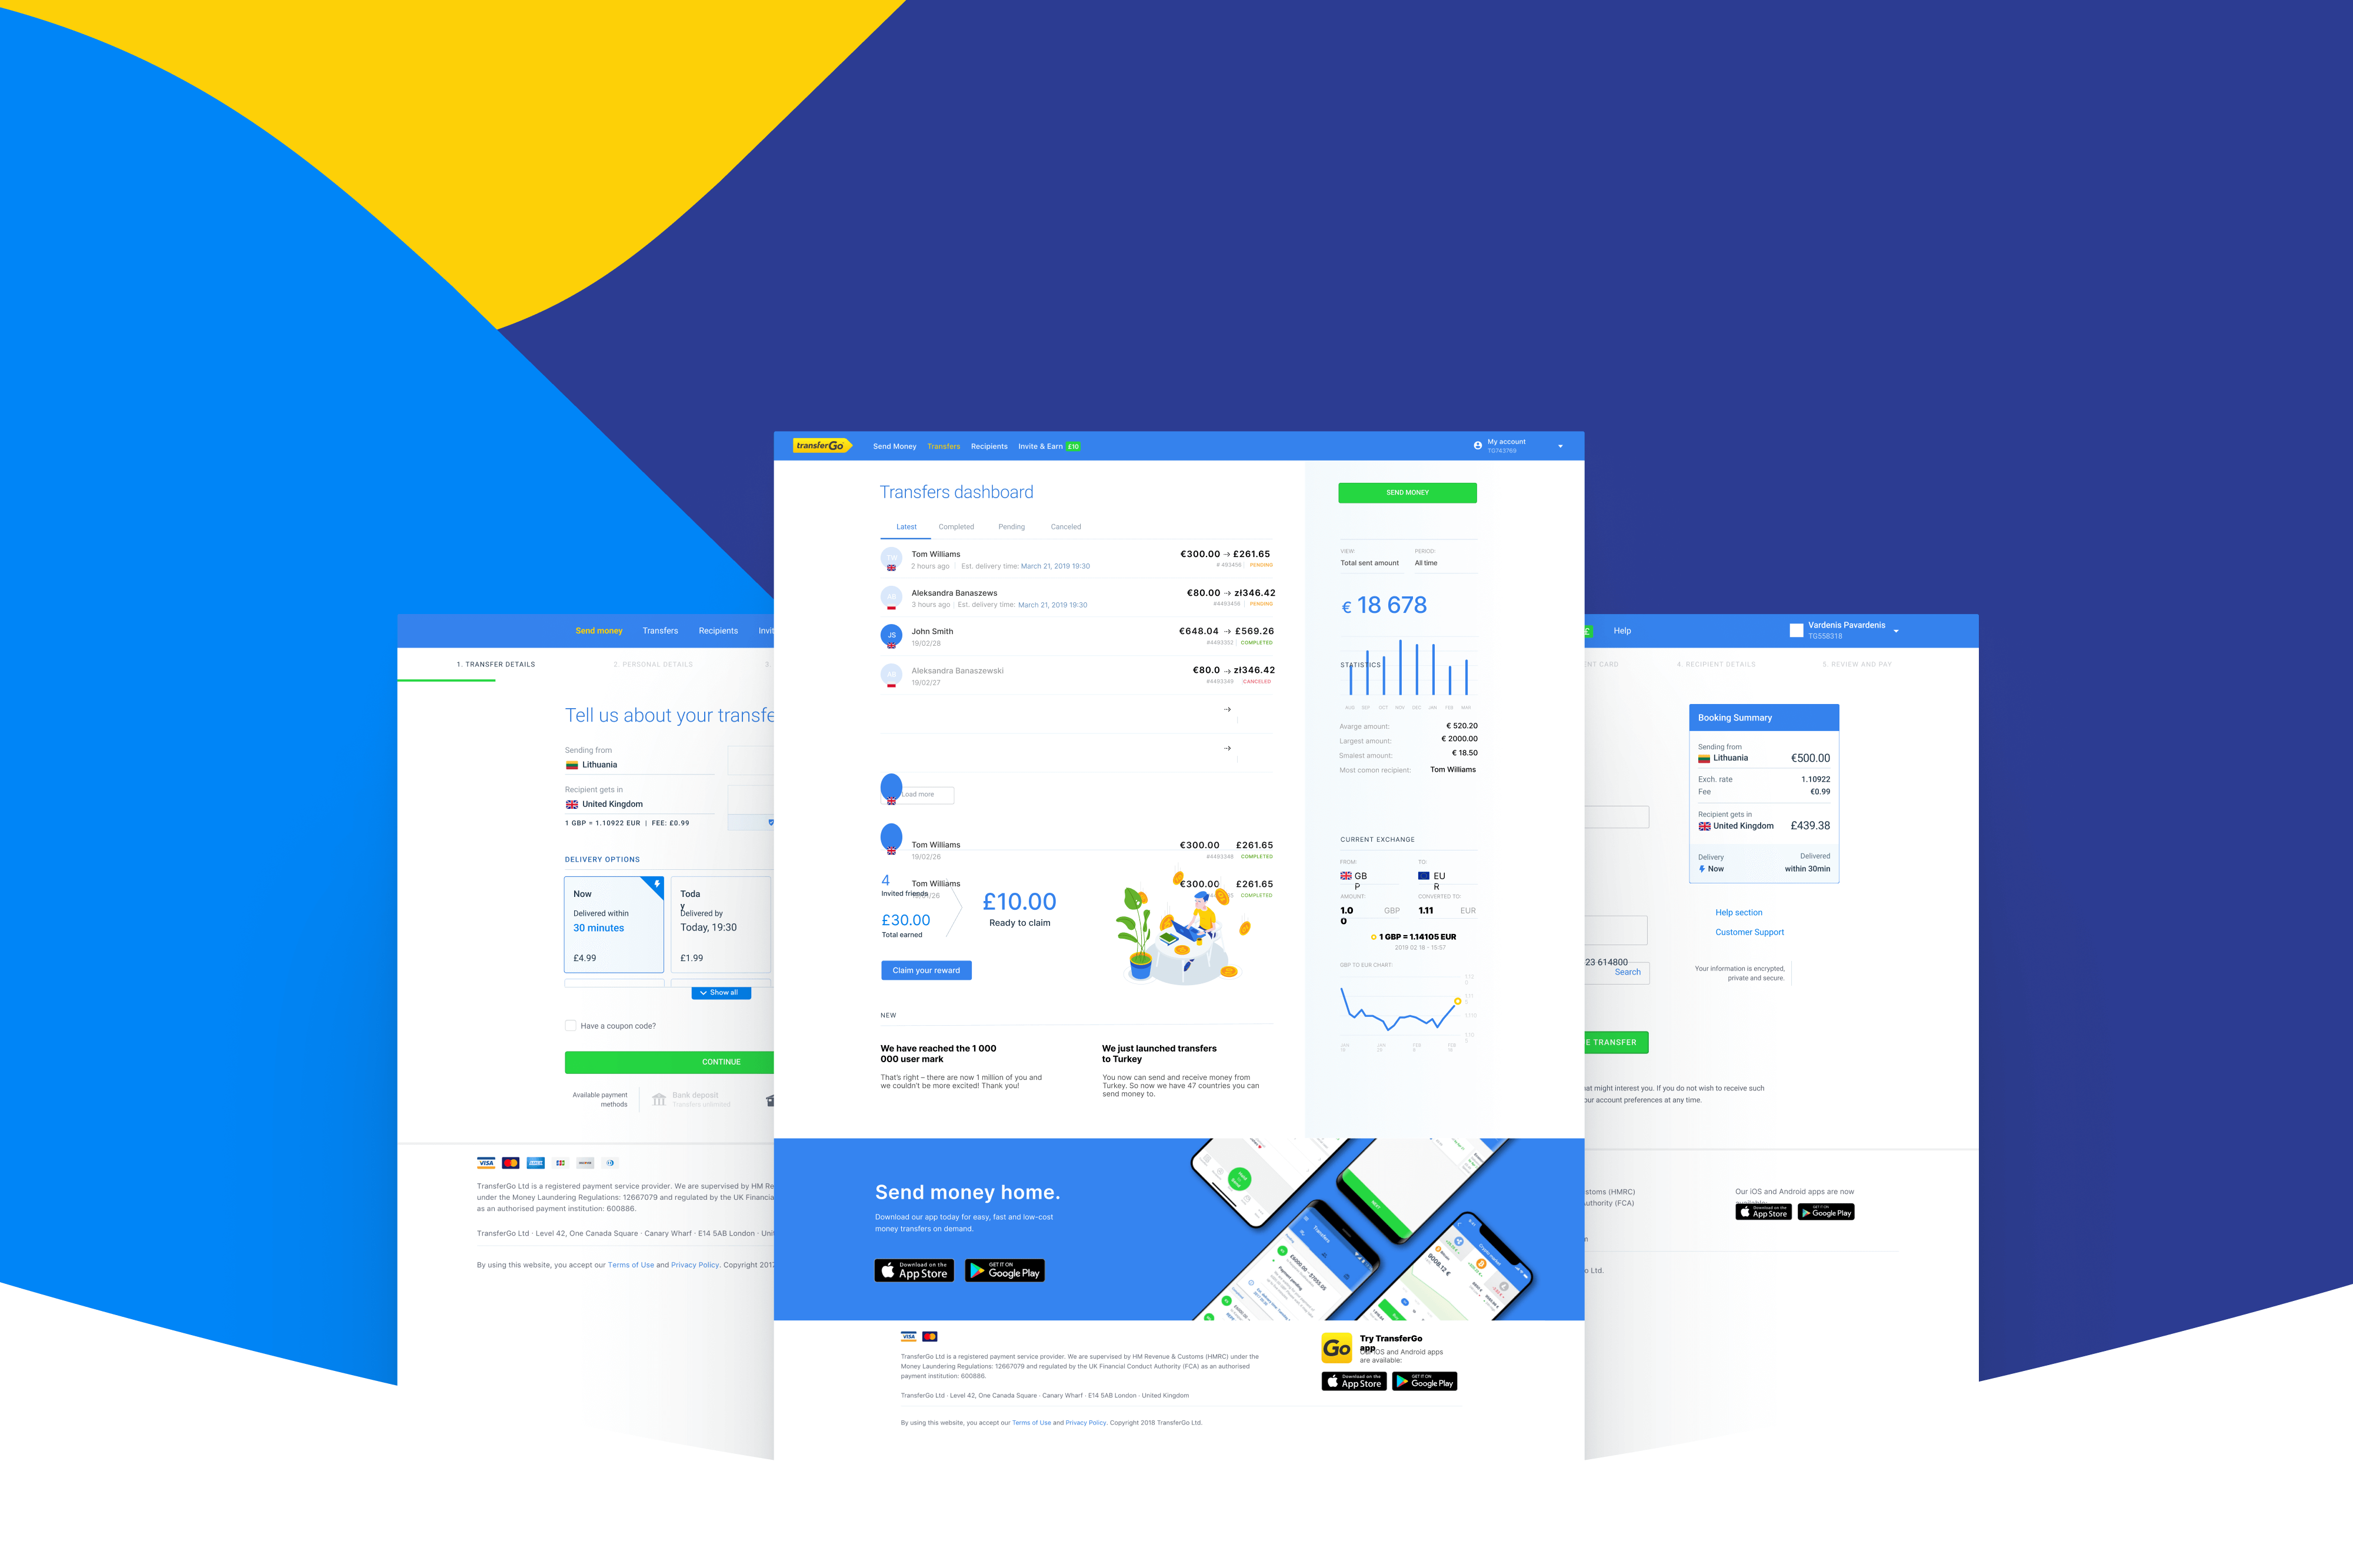 transferGo
Send Money Transfers Recipients Invite & Earn £10
My account
TG743769
Transfers dashboard
SEND MONEY
Latest Completed Pending Canceled
TW
Tom Williams
2 hours ago Est. delivery time: March 21, 2019 19:30
€300.00 → £261.65
# 493456 PENDING
AB
Aleksandra Banaszews
3 hours ago Est. delivery time: March 21, 2019 19:30
€80.00 → zł346.42
#4493458 PENDING
JS
John Smith
19/02/28
€648.04 → £569.26
#4493352 COMPLETED
AB
Aleksandra Banaszewski
19/02/27
€80.0 → zł346.42
#4493349 CANCELED
→
→
Load more
Tom Williams
19/02/26
€300.00 £261.65
#4493348 COMPLETED
Tom Williams
€300.00 £261.65
COMPLETED
4
Invited friends
£30.00
Total earned
£10.00
Ready to claim
Claim your reward
NEW
We have reached the 1 000
000 user mark
That's right – there are now 1 million of you and
we couldn't be more excited! Thank you!
We just launched transfers
to Turkey
You now can send and receive money from
Turkey. So now we have 47 countries you can
send money to.
VIEW: PERIOD:
Total sent amount All time
€ 18 678
STATISTICS
AUG SEP OCT NOV DEC JAN FEB MAR
Avarge amount: € 520.20
Largest amount: € 2000.00
Smalest amount: € 18.50
Most comon recipient: Tom Williams
CURRENT EXCHANGE
FROM: TO:
GB
P
EU
R
AMOUNT: CONVERTED TO:
1.0
0
GBP
1.11 EUR
1 GBP = 1.14105 EUR
2019 02 18 - 15:57
GBP TO EUR CHART:
Send money home.
Download our app today for easy, fast and low-cost
money transfers on demand.
Download on the
App Store
GET IT ON
Google Play
VISA
TransferGo Ltd is a registered payment service provider. We are supervised by HM Revenue & Customs (HMRC) under the
Money Laundering Regulations: 12667079 and regulated by the UK Financial Conduct Authority (FCA) as an authorised
payment institution: 600886.
TransferGo Ltd · Level 42, One Canada Square · Canary Wharf · E14 5AB London · United Kingdom
By using this website, you accept our Terms of Use and Privacy Policy. Copyright 2018 TransferGo Ltd.
Go
Try TransferGo
app
Our iOS and Android apps
are available:
Download on the
App Store
GET IT ON
Google Play
Send money Transfers Recipients Invit
1. TRANSFER DETAILS 2. PERSONAL DETAILS 3.
Tell us about your transfe
Sending from
Lithuania
Recipient gets in
United Kingdom
1 GBP = 1.10922 EUR | FEE: £0.99
DELIVERY OPTIONS
Now
Delivered within
30 minutes
£4.99
Toda
y
Delivered by
Today, 19:30
£1.99
Show all
Have a coupon code?
CONTINUE
Available payment
methods
Bank deposit
Transfers unlimited
VISA
TransferGo Ltd is a registered payment service provider. We are supervised by HM Re
under the Money Laundering Regulations: 12667079 and regulated by the UK Financia
as an authorised payment institution: 600886.
TransferGo Ltd · Level 42, One Canada Square · Canary Wharf · E14 5AB London · Uni
By using this website, you accept our Terms of Use and Privacy Policy. Copyright 201
£ Help
Vardenis Pavardenis
TG558318
NT CARD 4. RECIPIENT DETAILS 5. REVIEW AND PAY
Booking Summary
Sending from
Lithuania €500.00
Exch. rate 1.10922
Fee €0.99
Recipient gets in
United Kingdom £439.38
Delivery Delivered
Now within 30min
Help section
Customer Support
23 614800
Search
Your information is encrypted,
private and secure.
E TRANSFER
at might interest you. If you do not wish to receive such
our account preferences at any time.
stoms (HMRC)
uthority (FCA)
Our iOS and Android apps are now
available:
Download on the
App Store
GET IT ON
Google Play
o Ltd.